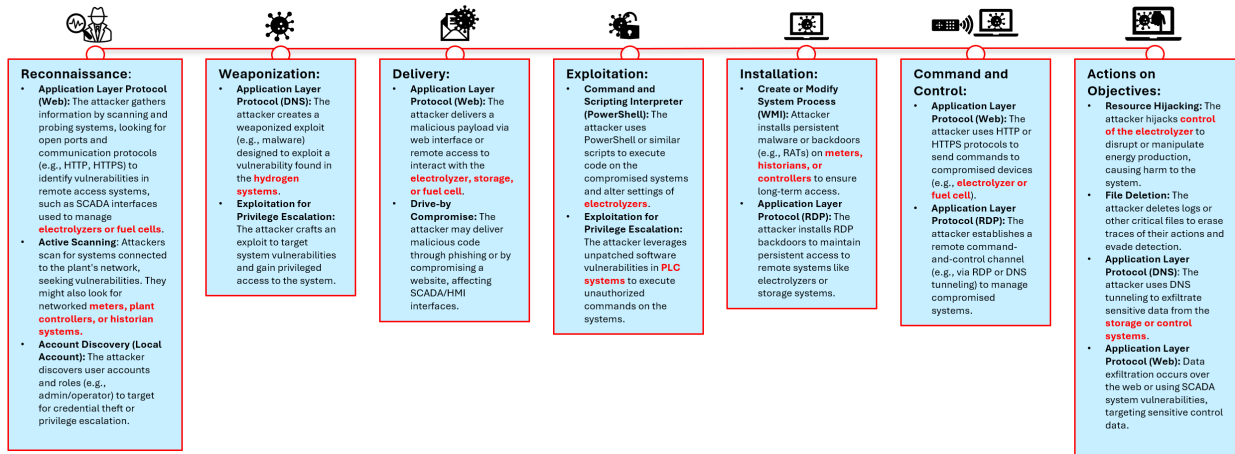 Reconnaissance:
• Application Layer Protocol
(Web): The attacker gathers
information by scanning and
probing systems, looking for
open ports and
communication protocols
(e.g., HTTP, HTTPS) to
identify vulnerabilities in
remote access systems,
such as SCADA interfaces
used to manage
electrolyzers or fuel cells.
• Active Scanning: Attackers
scan for systems connected
to the plant's network,
seeking vulnerabilities. They
might also look for
networked meters, plant
controllers, or historian
systems.
• Account Discovery (Local
Account): The attacker
discovers user accounts
and roles (e.g.,
admin/operator) to target
for credential theft or
privilege escalation.
Weaponization:
• Application Layer
Protocol (DNS): The
attacker creates a
weaponized exploit
(e.g., malware)
designed to exploit a
vulnerability found in
the hydrogen
systems.
• Exploitation for
Privilege Escalation:
The attacker crafts an
exploit to target
system vulnerabilities
and gain privileged
access to the system.
Delivery:
• Application Layer
Protocol (Web): The
attacker delivers a
malicious payload via
web interface or
remote access to
interact with the
electrolyzer, storage,
or fuel cell.
• Drive-by
Compromise: The
attacker may deliver
malicious code
through phishing or by
compromising a
website, affecting
SCADA/HMI
interfaces.
Exploitation:
• Command and
Scripting Interpreter
(PowerShell): The
attacker uses
PowerShell or similar
scripts to execute
code on the
compromised systems
and alter settings of
electrolyzers.
• Exploitation for
Privilege Escalation:
The attacker leverages
unpatched software
vulnerabilities in PLC
systems to execute
unauthorized
commands on the
systems.
Installation:
• Create or Modify
System Process
(WMI): Attacker
installs persistent
malware or backdoors
(e.g., RATs) on meters,
historians, or
controllers to ensure
long-term access.
• Application Layer
Protocol (RDP): The
attacker installs RDP
backdoors to maintain
persistent access to
remote systems like
electrolyzers or
storage systems.
Command and
Control:
• Application Layer
Protocol (Web): The
attacker uses HTTP or
HTTPS protocols to
send commands to
compromised devices
(e.g., electrolyzer or
fuel cell).
• Application Layer
Protocol (RDP): The
attacker establishes a
remote command-
and-control channel
(e.g., via RDP or DNS
tunneling) to manage
compromised
systems.
Actions on
Objectives:
• Resource Hijacking: The
attacker hijacks control
of the electrolyzer to
disrupt or manipulate
energy production,
causing harm to the
system.
• File Deletion: The
attacker deletes logs or
other critical files to erase
traces of their actions and
evade detection.
• Application Layer
Protocol (DNS): The
attacker uses DNS
tunneling to exfiltrate
sensitive data from the
storage or control
systems.
• Application Layer
Protocol (Web): Data
exfiltration occurs over
the web or using SCADA
system vulnerabilities,
targeting sensitive control
data.